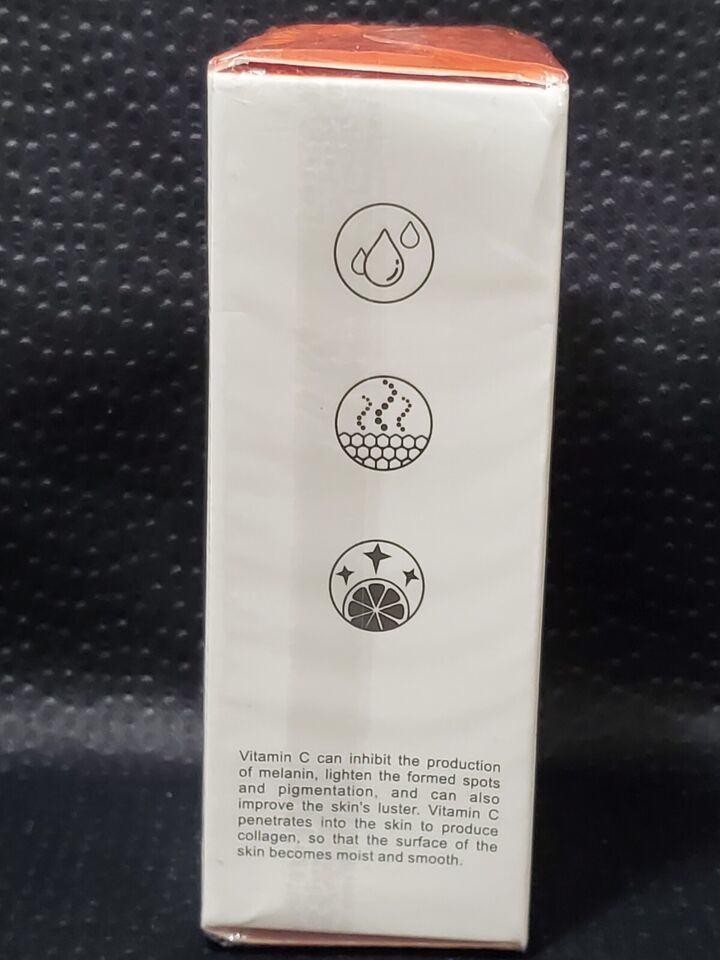 Vitamin C can inhibit the production
of melanin, lighten the formed spots
and pigmentation, and can also
improve the skin's luster. Vitamin C
penetrates into the skin to produce
collagen, so that the surface of the
skin becomes moist and smooth.